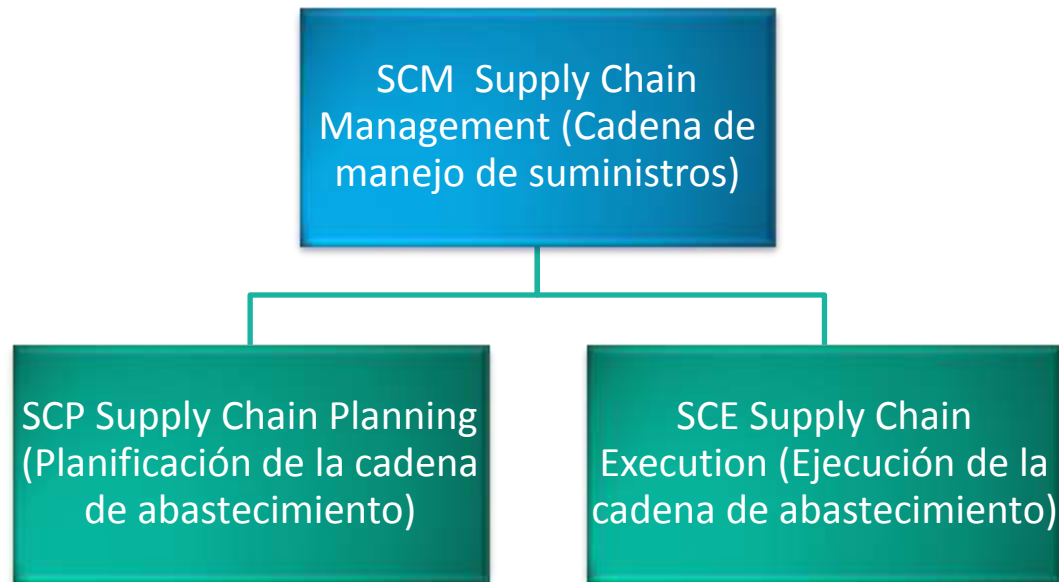 SCM  Supply Chain
Management (Cadena de
manejo de suministros)
SCP Supply Chain Planning
(Planificación de la cadena
de abastecimiento)
SCE Supply Chain
Execution (Ejecución de la
cadena de abastecimiento)